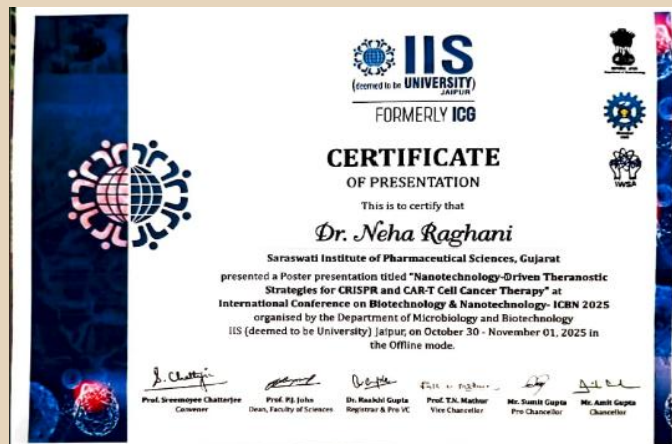 IIS
(deemed to be UNIVERSITY)
JAIPUR
FORMERLY ICG
IWSA
CERTIFICATE
OF PRESENTATION
This is to certify that
Dr. Neha Raghani
Saraswati Institute of Pharmaceutical Sciences, Gujarat
presented a Poster presentation titled "Nanotechnology-Driven Theranostic
Strategies for CRISPR and CAR-T Cell Cancer Therapy" at
International Conference on Biotechnology & Nanotechnology- ICBN 2025
organised by the Department of Microbiology and Biotechnology
IIS (deemed to be University) Jaipur, on October 30 - November 01, 2025 in
the Offline mode.
S. Chatterjee
Prof. Sreemoyee Chatterjee
Convener
Prof. P.J. John
Dean, Faculty of Sciences
Dr. Raakhi Gupta
Registrar & Pro VC
Prof. T.N. Mathur
Vice Chancellor
Mr. Sumit Gupta
Pro Chancellor
Mr. Amit Gupta
Chancellor